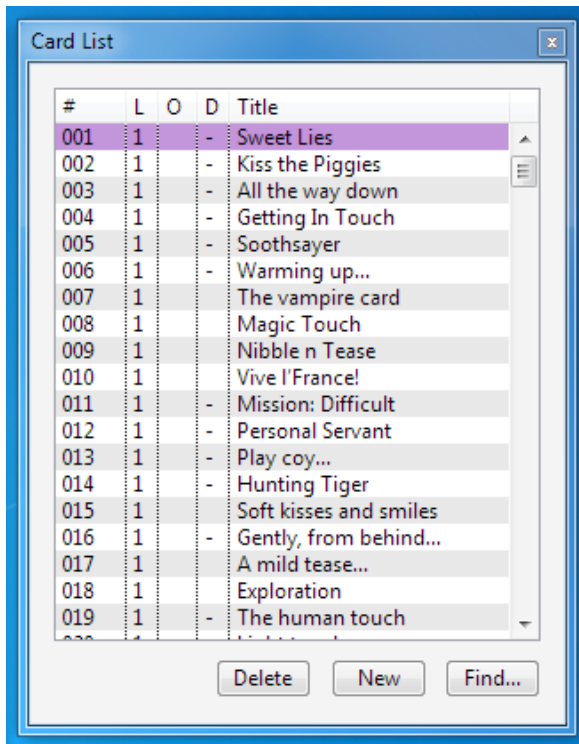 Card List
# L O D Title
001 1 - Sweet Lies
002 1 - Kiss the Piggies
003 1 - All the way down
004 1 - Getting In Touch
005 1 - Soothsayer
006 1 - Warming up...
007 1 The vampire card
008 1 Magic Touch
009 1 Nibble n Tease
010 1 Vive l'France!
011 1 - Mission: Difficult
012 1 - Personal Servant
013 1 - Play coy...
014 1 - Hunting Tiger
015 1 Soft kisses and smiles
016 1 - Gently, from behind...
017 1 A mild tease...
018 1 Exploration
019 1 - The human touch
Delete New Find...